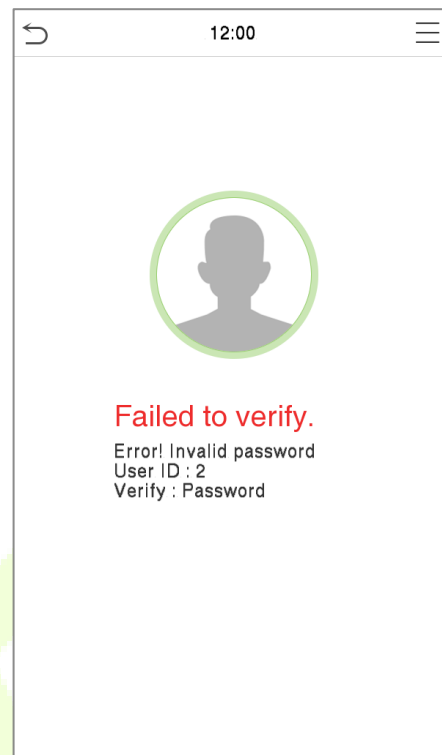 12:00
Failed to verify.
Error! Invalid password
User ID : 2
Verify : Password